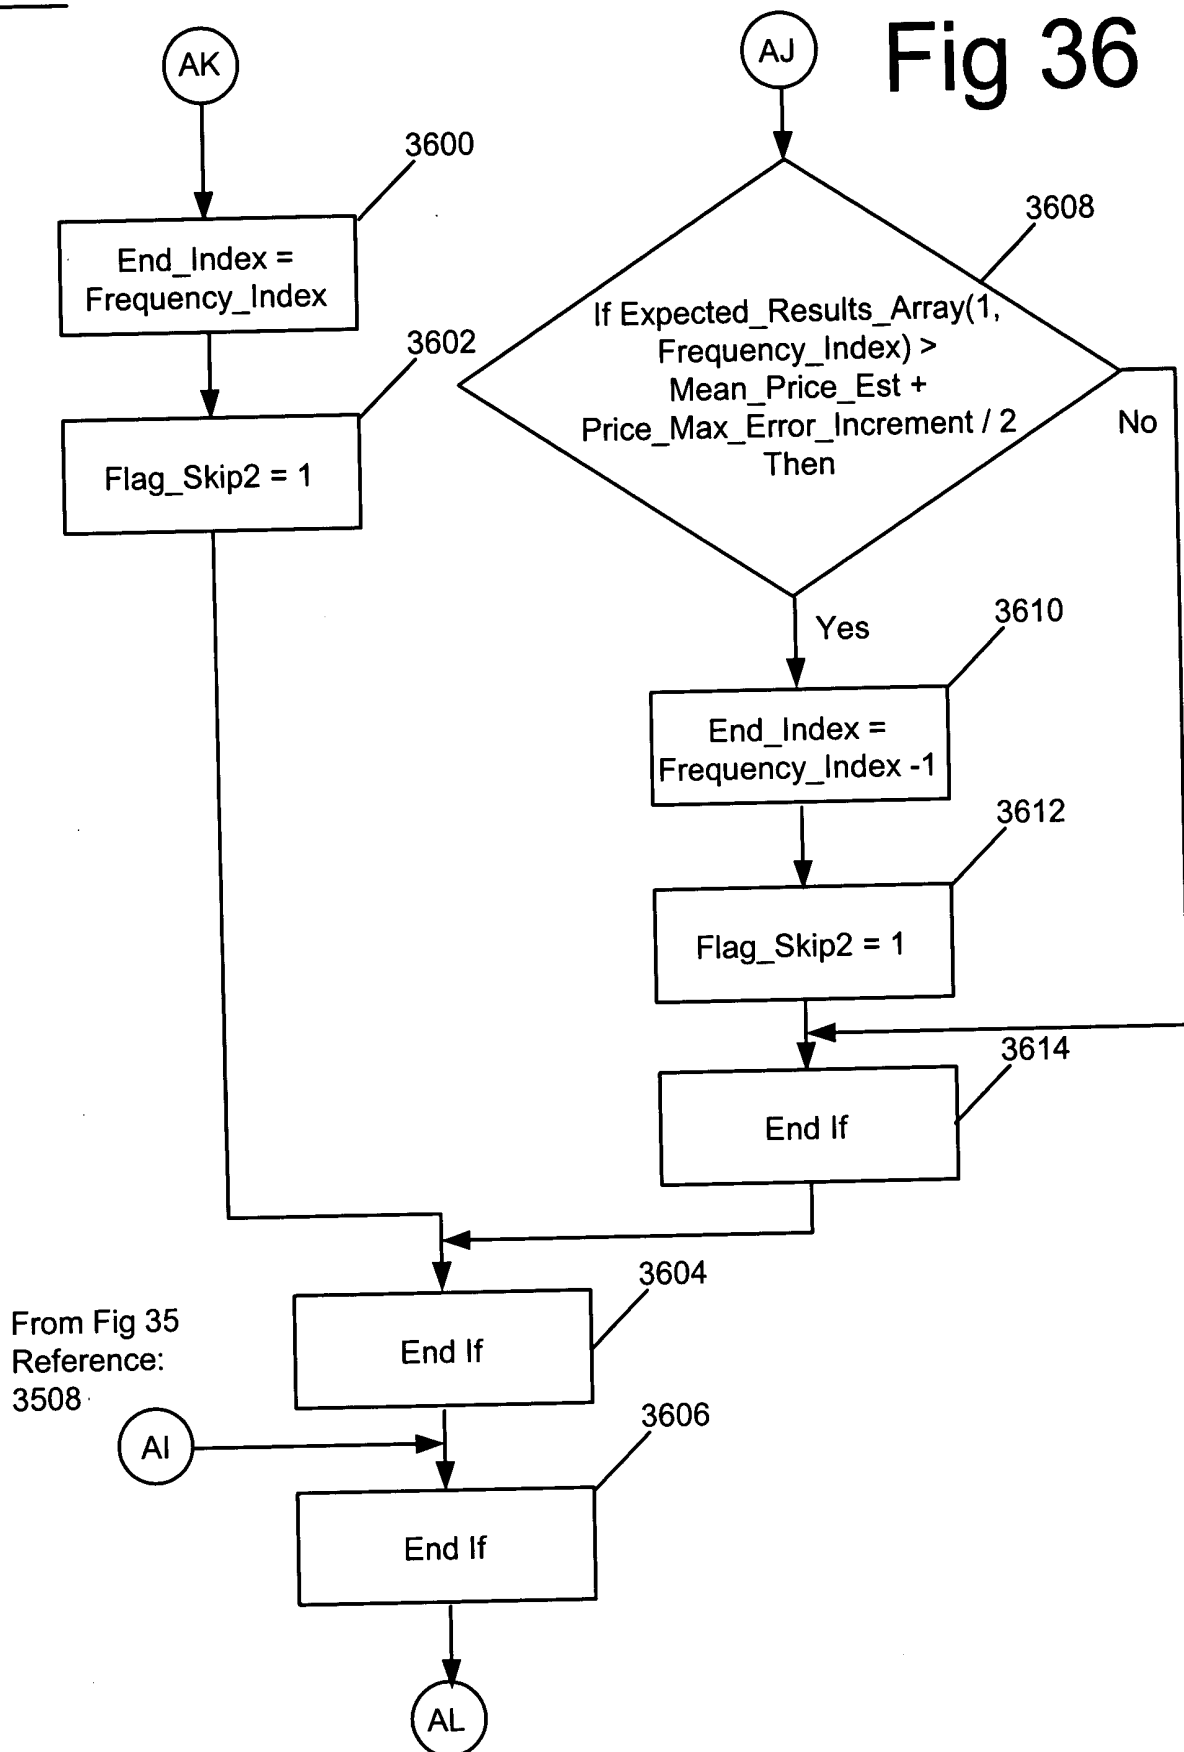 Fig 36
AK
AJ
3600
End_Index =
Frequency_Index
3602
Flag_Skip2 = 1
3608
If Expected_Results_Array(1,
Frequency_Index) >
Mean_Price_Est +
Price_Max_Error_Increment / 2
Then
No
Yes
3610
End_Index =
Frequency_Index -1
3612
Flag_Skip2 = 1
3614
End If
3604
End If
From Fig 35
Reference:
3508
AI
3606
End If
AL